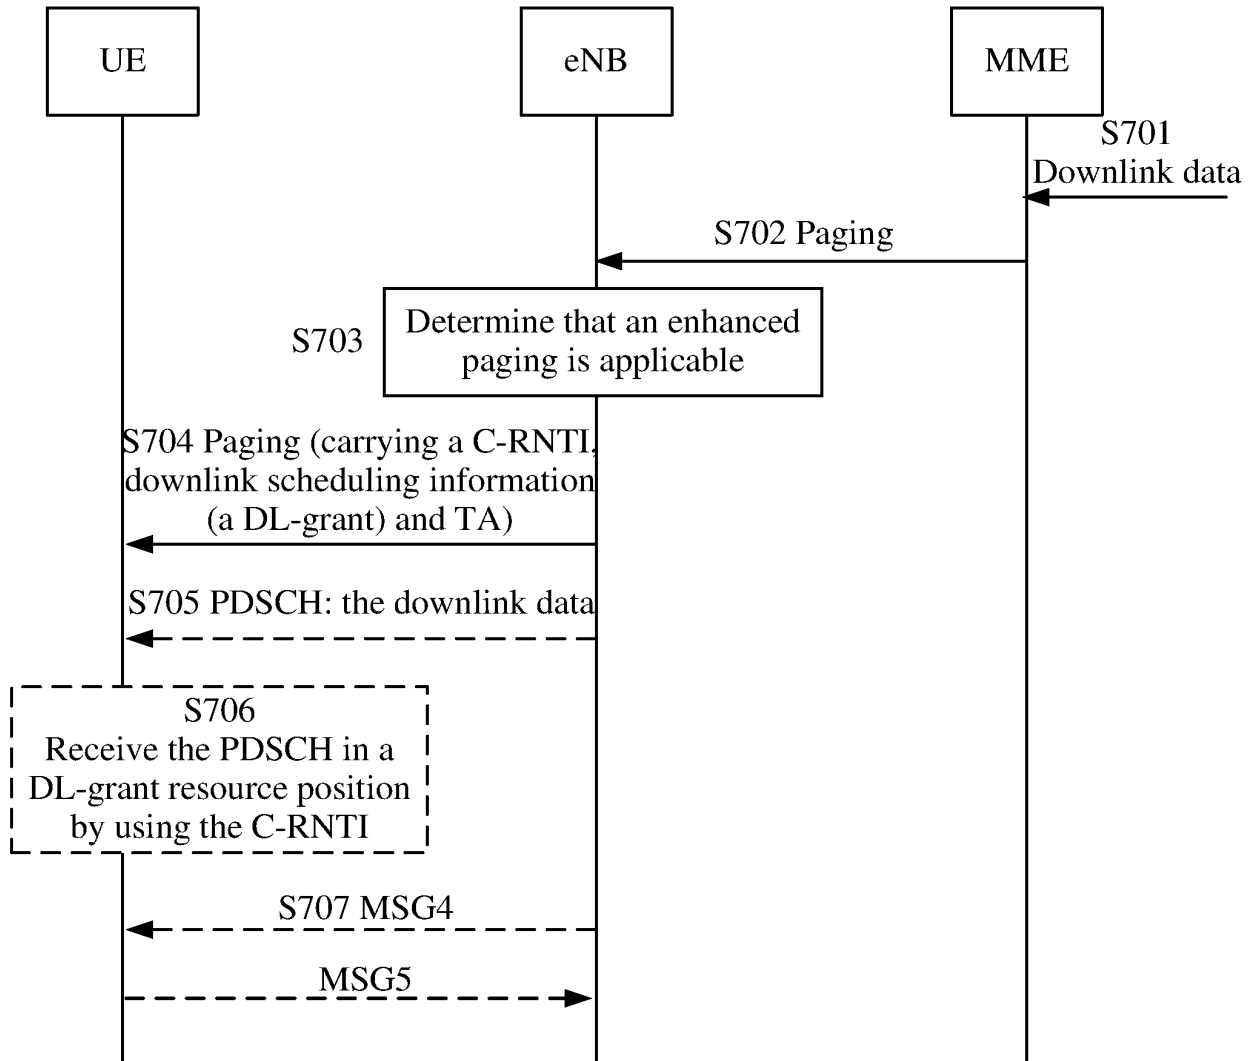 UE
eNB
MME
S701
Downlink data
S702 Paging
S703
Determine that an enhanced
paging is applicable
S704 Paging (carrying a C-RNTI,
downlink scheduling information
(a DL-grant) and TA)
S705 PDSCH: the downlink data
S706
Receive the PDSCH in a
DL-grant resource position
by using the C-RNTI
S707 MSG4
MSG5